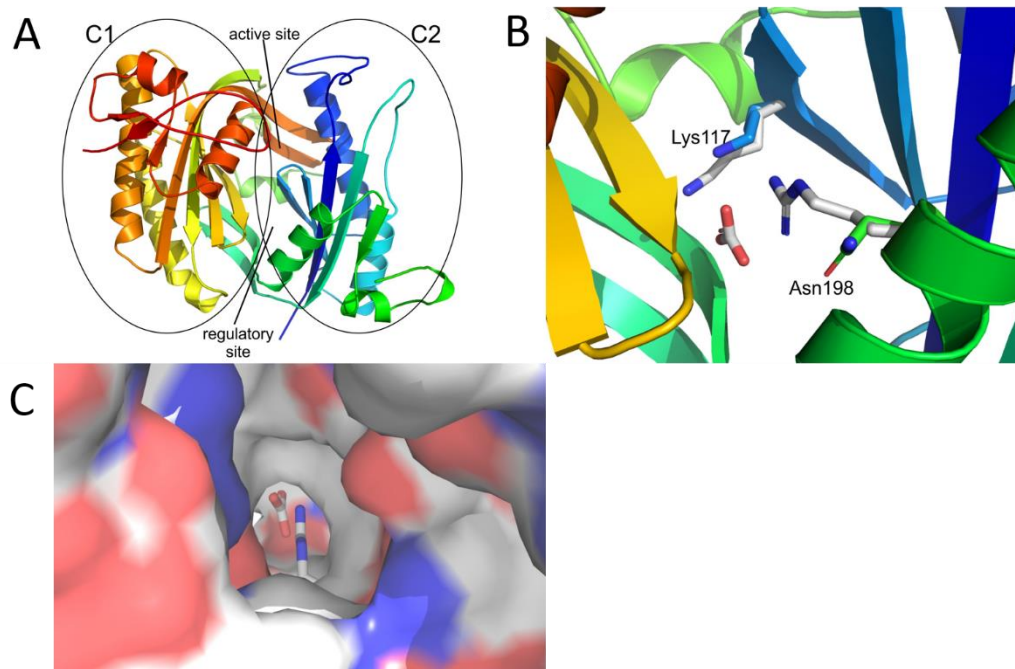 A
C1
active site
C2
regulatory
site
B
Lys117
Asn198
C